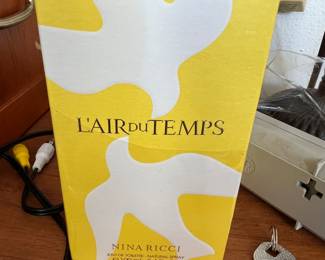 L'AIR DU TEMPS
NINA RICCI
EAU DE TOILETTE NATURAL SPRAY